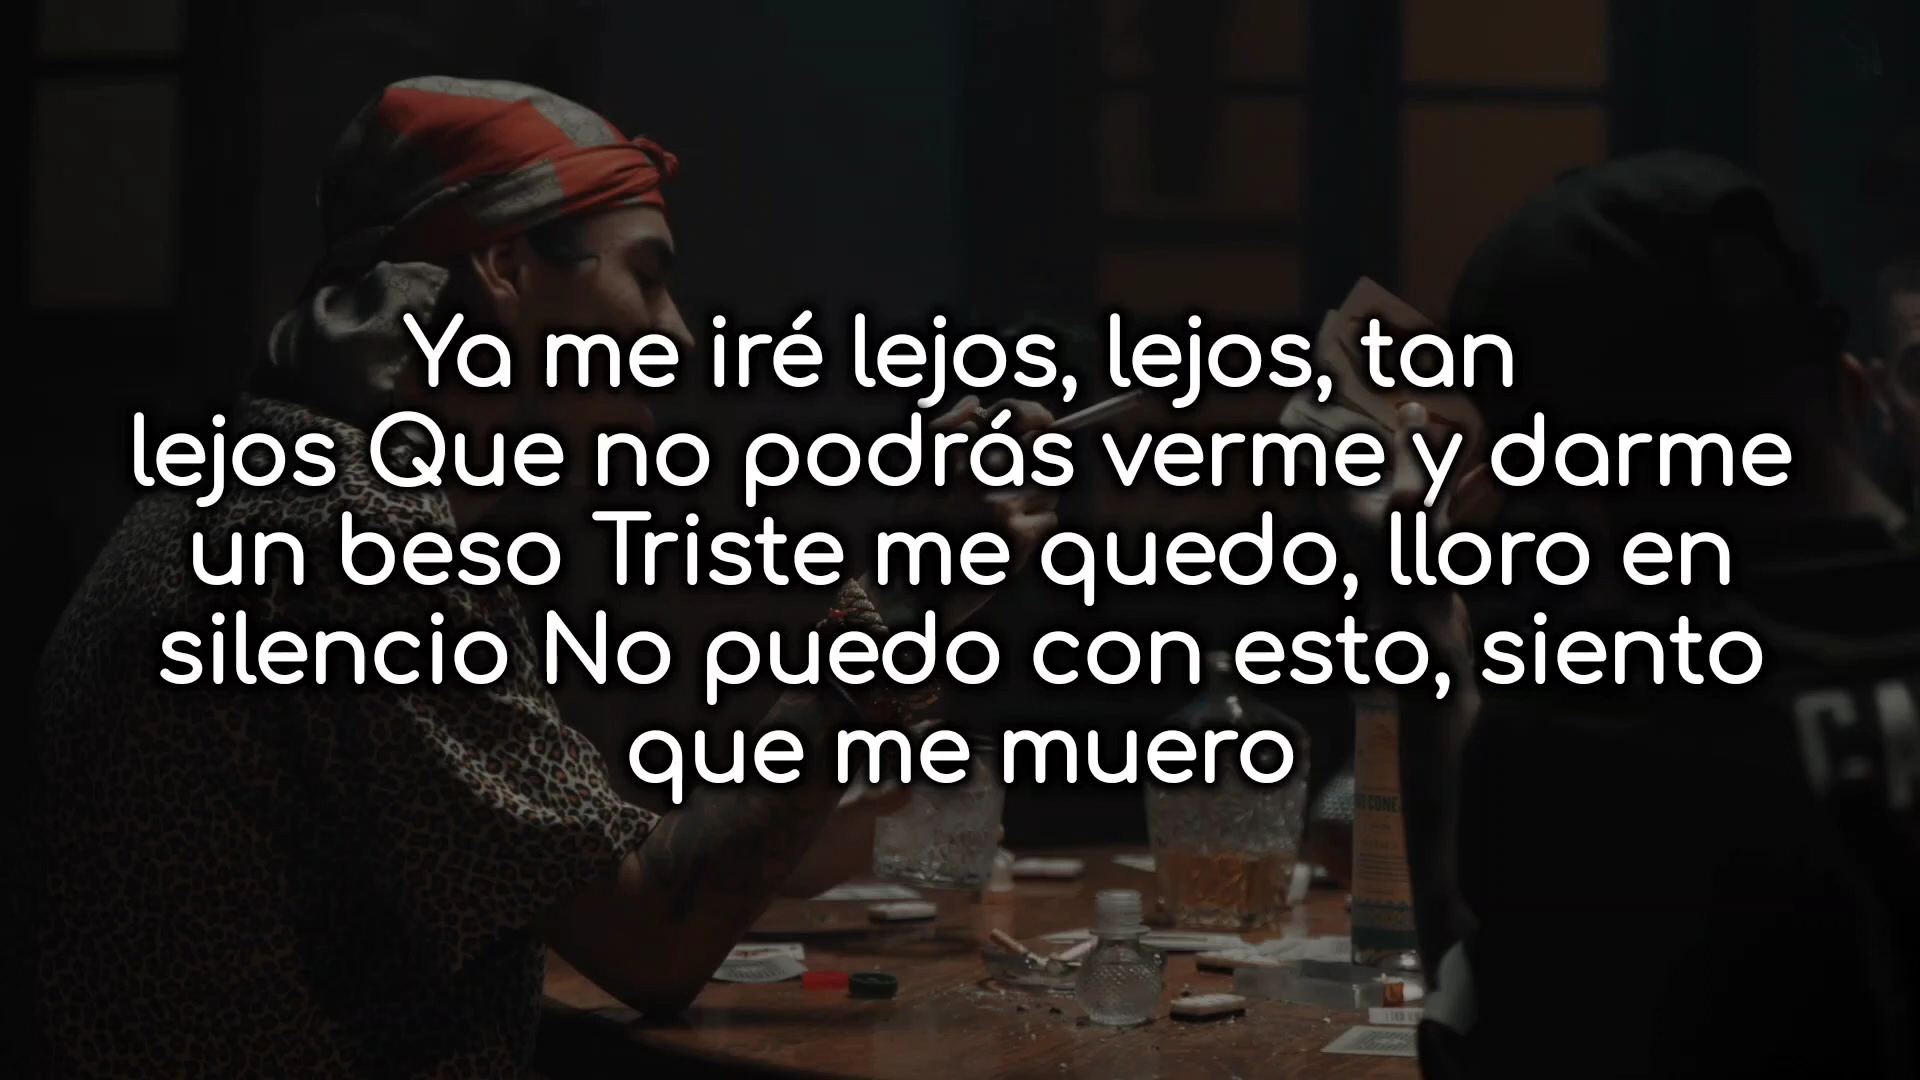 Ya me iré lejos, lejos, tan
lejos Que no podrás verme y darme
un beso Triste me quedo, lloro en
silencio No puedo con esto, siento
que me muero